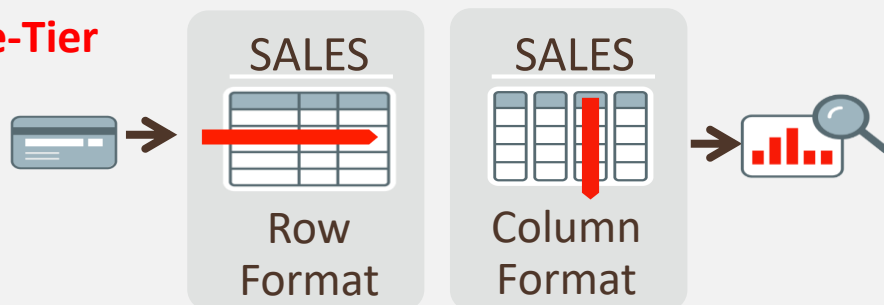 e-Tier
SALES
Row
Format
SALES
Column
Format